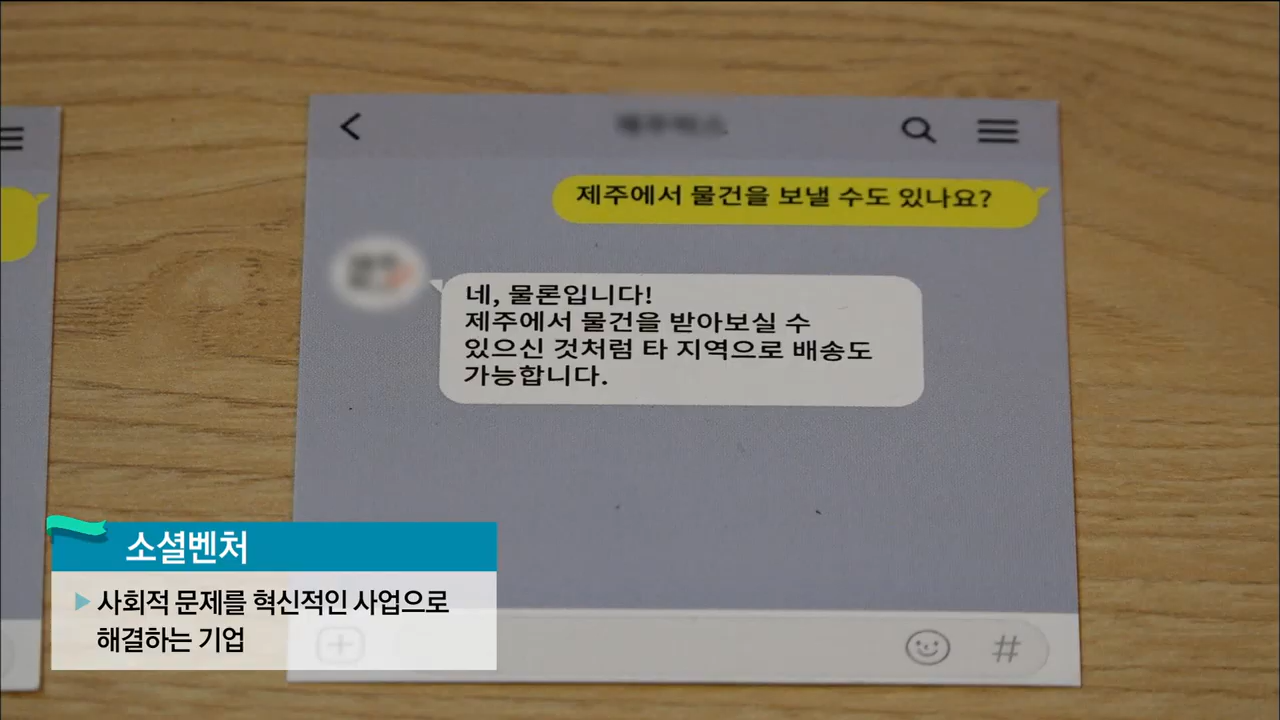 제주에서 물건을 보낼 수도 있나요?
네, 물론입니다!
제주에서 물건을 받아보실 수
있으신 것처럼 타 지역으로 배송도
가능합니다.
#
소셜벤처
사회적 문제를 혁신적인 사업으로
해결하는 기업